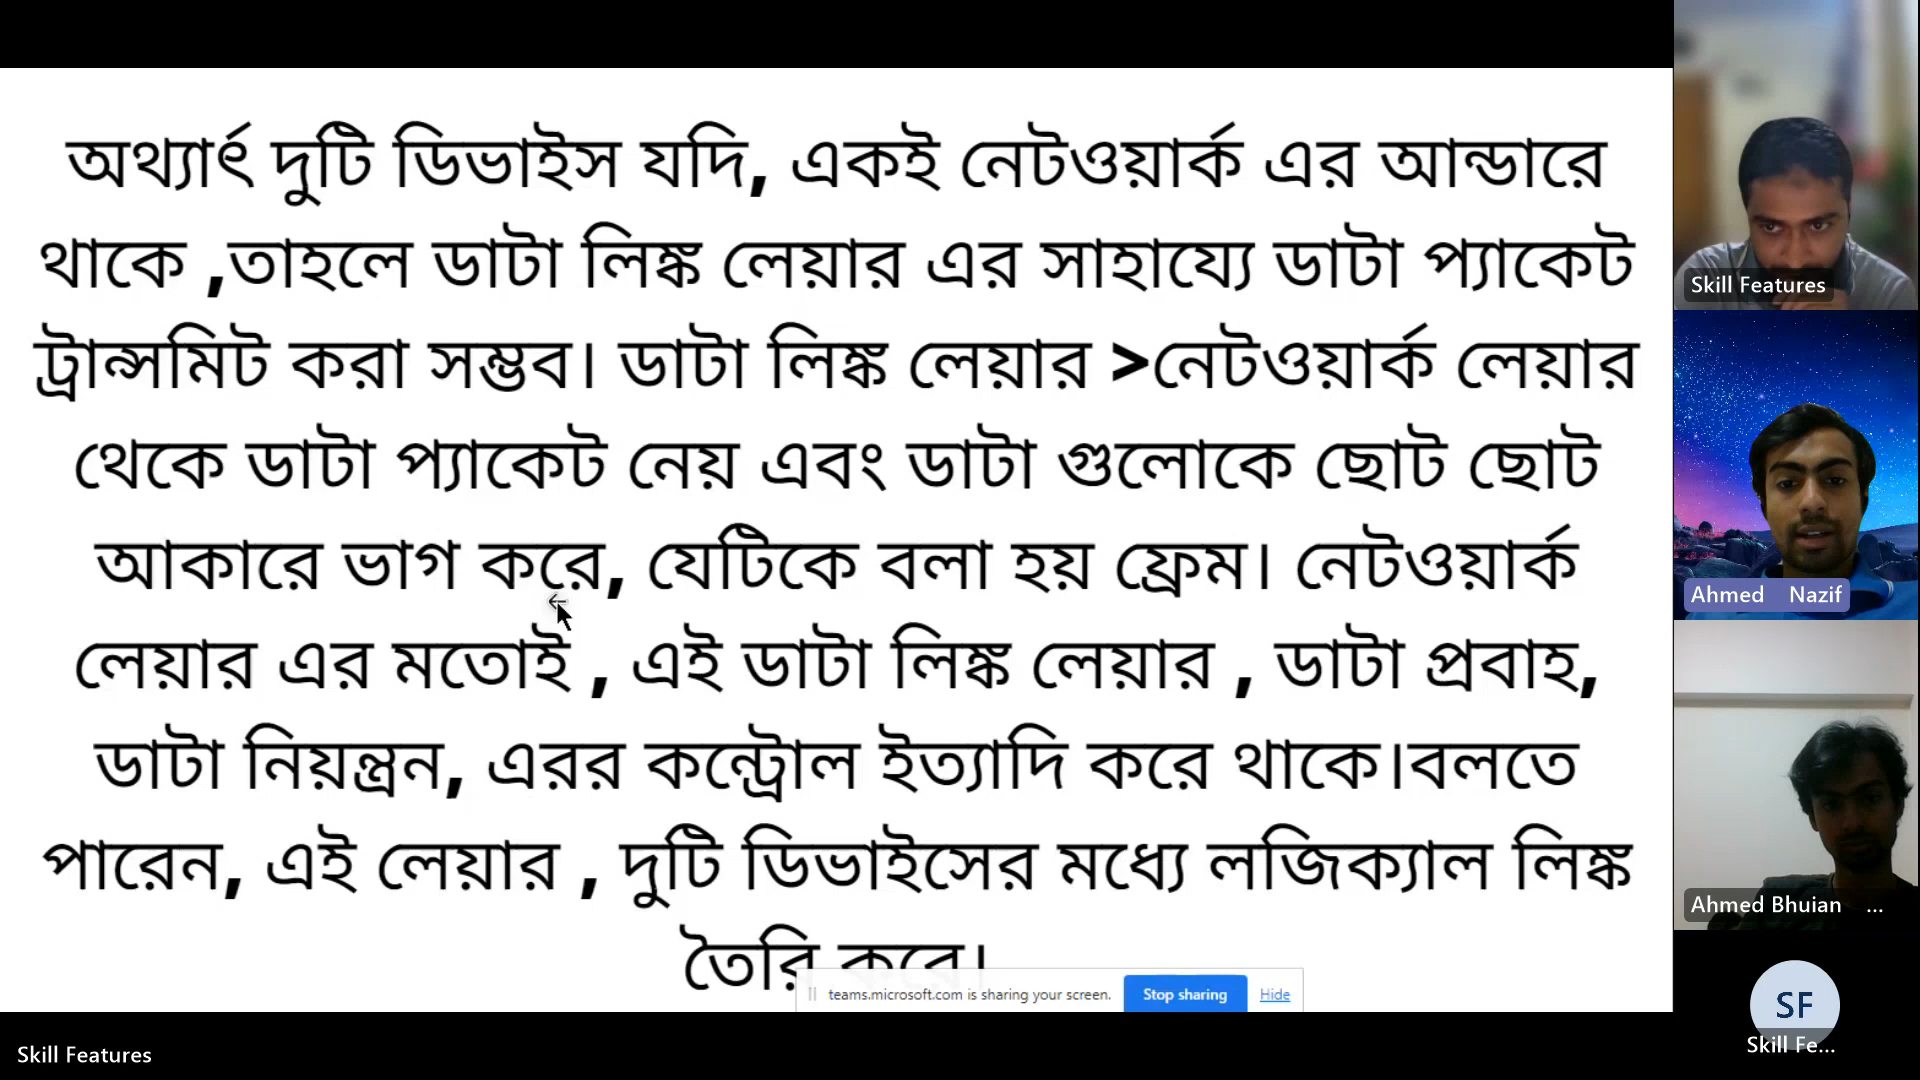 অথ্যার্ৎ দুটি ডিভাইস যদি, একই নেটওয়ার্ক এর আন্ডারে
থাকে ,তাহলে ডাটা লিঙ্ক লেয়ার এর সাহায্যে ডাটা প্যাকেট
ট্রান্সমিট করা সম্ভব। ডাটা লিঙ্ক লেয়ার >নেটওয়ার্ক লেয়ার
থেকে ডাটা প্যাকেট নেয় এবং ডাটা গুলোকে ছোট ছোট
আকারে ভাগ করে, যেটিকে বলা হয় ফ্রেম। নেটওয়ার্ক
লেয়ার এর মতোই , এই ডাটা লিঙ্ক লেয়ার , ডাটা প্রবাহ,
ডাটা নিয়ন্ত্রন, এরর কন্ট্রোল ইত্যাদি করে থাকে।বলতে
পারেন, এই লেয়ার , দুটি ডিভাইসের মধ্যে লজিক্যাল লিঙ্ক
তৈরি করে।
teams.microsoft.com is sharing your screen. Stop sharing Hide
Skill Features
Skill Features
Ahmed Nazif
Ahmed Bhuian ...
SF
Skill Fe...